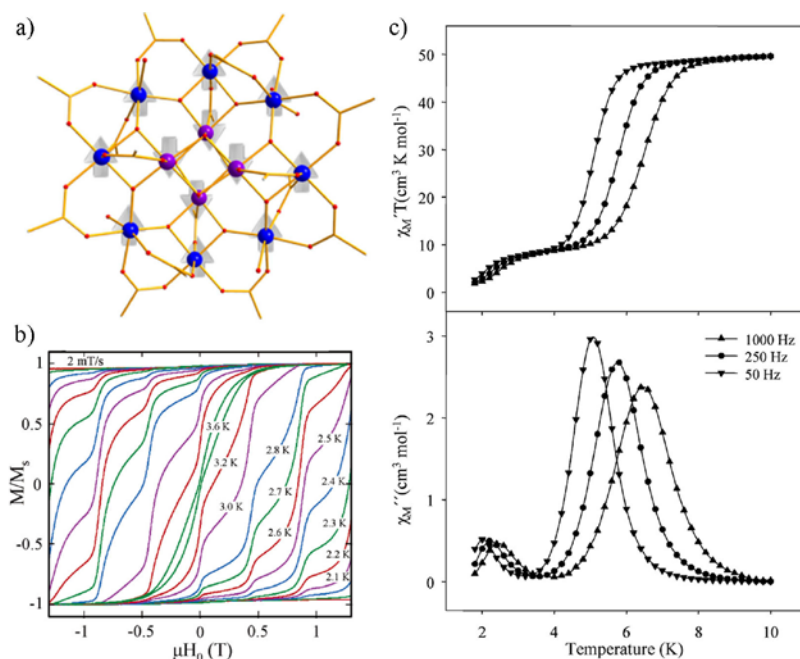 a)
b)
2 mT/s
1
0.5
0
-0.5
-1
M/Mₛ
3.6 K
3.2 K
3.0 K
2.8 K
2.7 K
2.6 K
2.5 K
2.4 K
2.3 K
2.2 K
2.1 K
-1 -0.5 0 0.5 1
μH₀ (T)
c)
χM′T(cm³ K mol⁻¹)
50
40
30
20
10
0
χM′′(cm³ mol⁻¹)
3
2
1
0
1000 Hz
250 Hz
50 Hz
2 4 6 8 10
Temperature (K)